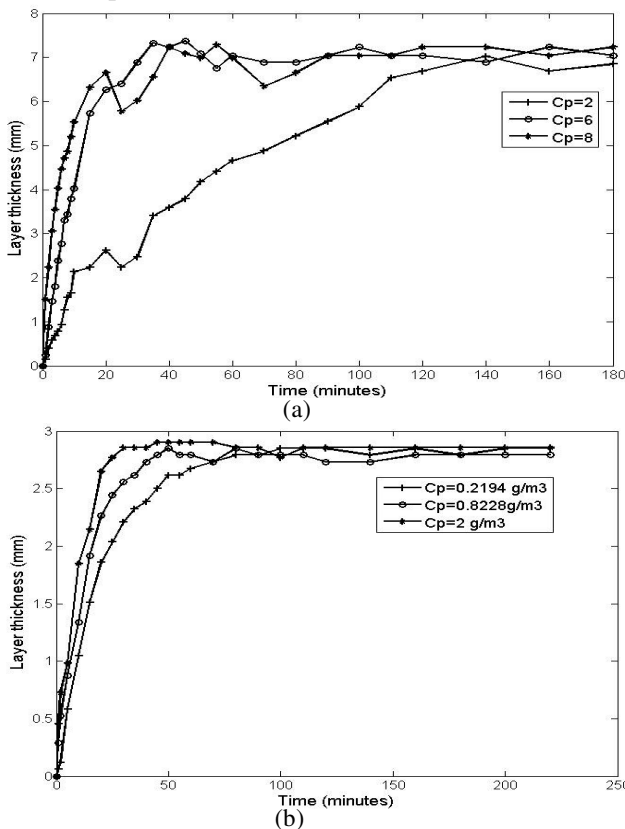 8
7
6
5
4
3
2
1
0
Layer thickness (mm)
Cp=2
Cp=6
Cp=8
0 20 40 60 80 100 120 140 160 180
Time (minutes)
(a)
3
2.5
2
1.5
1
0.5
0
Layer thickness (mm)
Cp=0.2194 g/m3
Cp=0.8228g/m3
Cp=2 g/m3
0 50 100 150 200 250
Time (minutes)
(b)